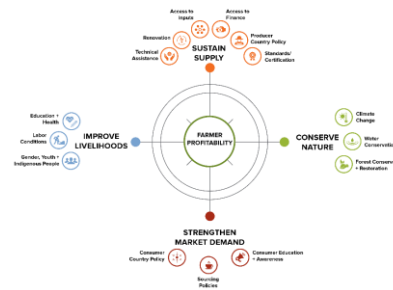 Access to
Inputs
Access to
Finance
Renovation
Producer
Country Policy
Technical
Assistance
SUSTAIN
SUPPLY
Standards/
Certification
Education +
Health
Labor
Conditions
Gender, Youth +
Indigenous People
IMPROVE
LIVELIHOODS
FARMER
PROFITABILITY
CONSERVE
NATURE
Climate
Change
Water
Conservatio
Forest Conserv
+ Restoration
STRENGTHEN
MARKET DEMAND
Consumer
Country Policy
Sourcing
Policies
Consumer Education
+ Awareness